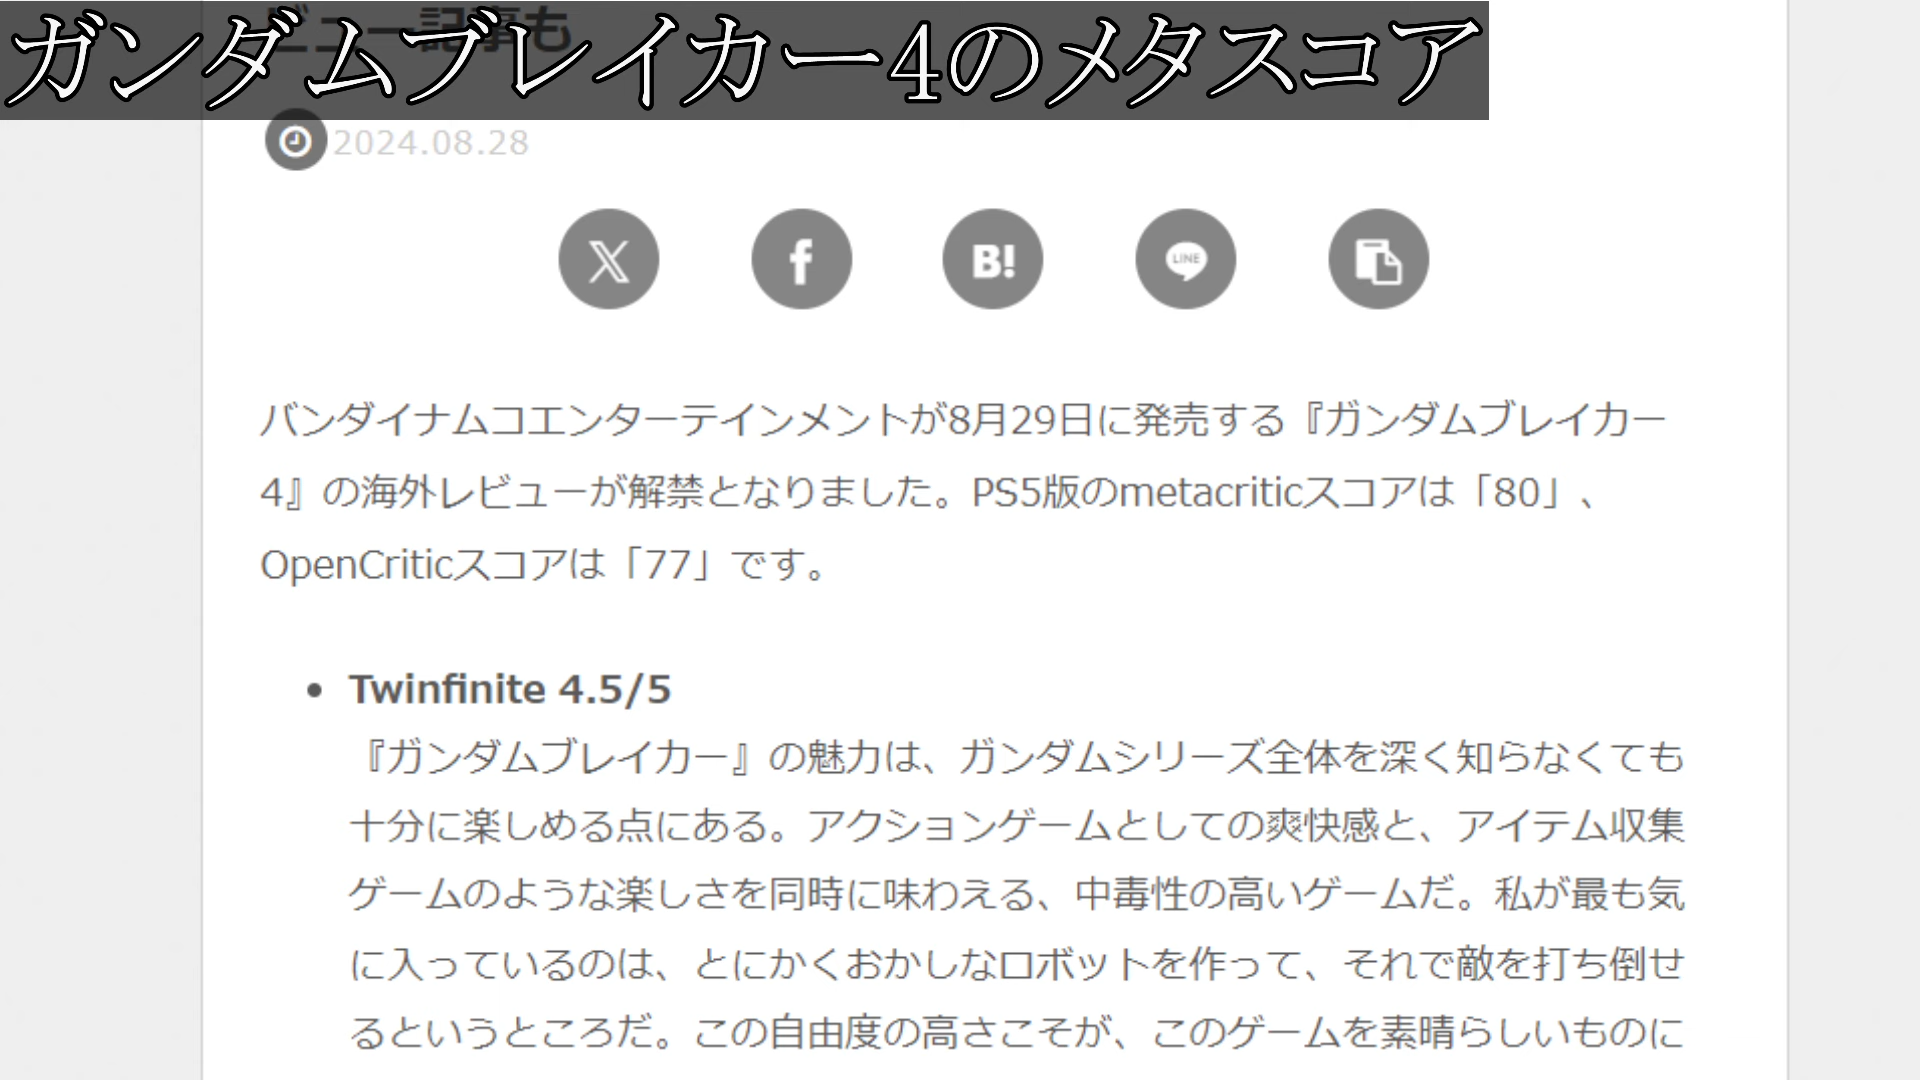 ビュー記事も
ガンダムブレイカー4のメタスコア
2024.08.28
X
f
B!
LINE
バンダイナムコエンターテインメントが8月29日に発売する『ガンダムブレイカー
4』の海外レビューが解禁となりました。PS5版のmetacriticスコアは「80」、
OpenCriticスコアは「77」です。
• Twinfinite 4.5/5
『ガンダムブレイカー』の魅力は、ガンダムシリーズ全体を深く知らなくても
十分に楽しめる点にある。アクションゲームとしての爽快感と、アイテム収集
ゲームのような楽しさを同時に味わえる、中毒性の高いゲームだ。私が最も気
に入っているのは、とにかくおかしなロボットを作って、それで敵を打ち倒せ
るというところだ。この自由度の高さこそが、このゲームを素晴らしいものに